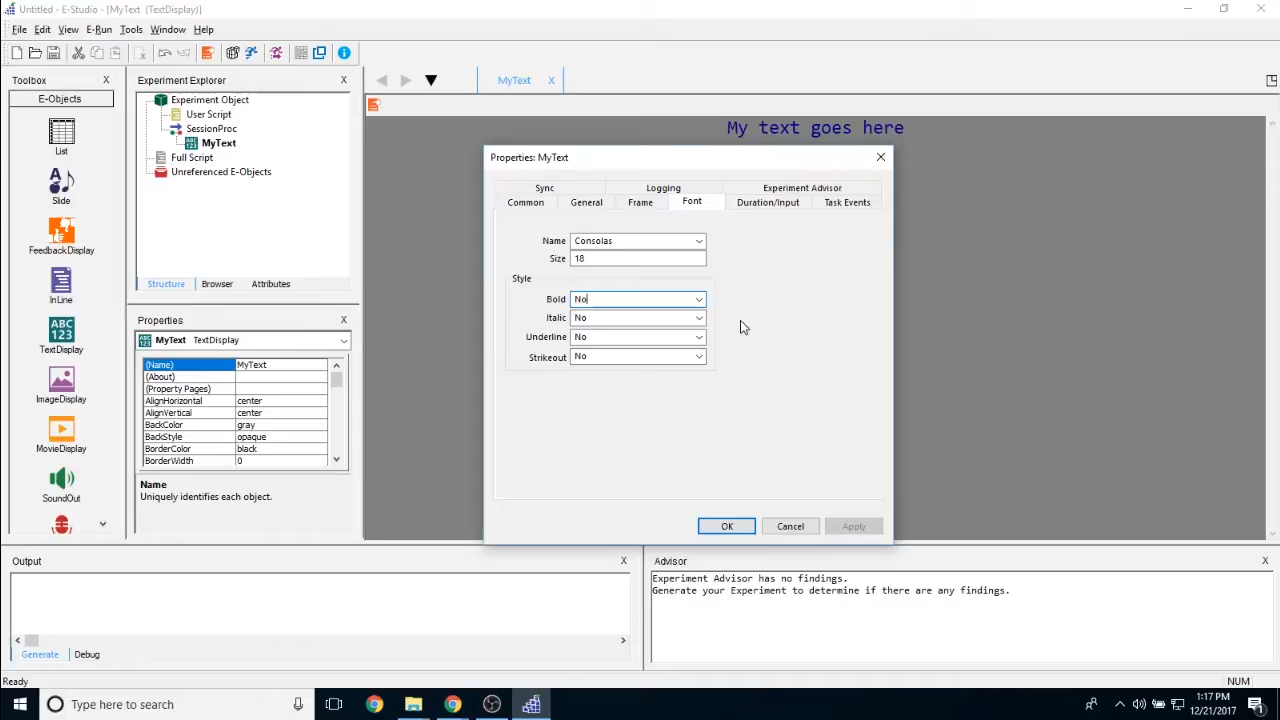 Untitled - E-Studio - [MyText (TextDisplay)]
File Edit View E-Run Tools Window Help
Toolbox X
E-Objects
List
Slide
FeedbackDisplay
InLine
ABC
123
TextDisplay
ImageDisplay
MovieDisplay
SoundOut
Experiment Explorer X
Experiment Object
User Script
SessionProc
MyText
Full Script
Unreferenced E-Objects
Structure Browser Attributes
Properties X
MyText TextDisplay
(Name) MyText
(About)
(Property Pages)
AlignHorizontal center
AlignVertical center
BackColor gray
BackStyle opaque
BorderColor black
BorderWidth 0
Name
Uniquely identifies each object.
MyText X
My text goes here
Properties: MyText
Sync Logging Experiment Advisor
Common General Frame Font Duration/Input Task Events
Name Consolas
Size 18
Style
Bold No
Italic No
Underline No
Strikeout No
OK Cancel Apply
Output X
Generate Debug
Advisor X
Experiment Advisor has no findings.
Generate your Experiment to determine if there are any findings.
Ready NUM
Type here to search
1:17 PM
12/21/2017
1